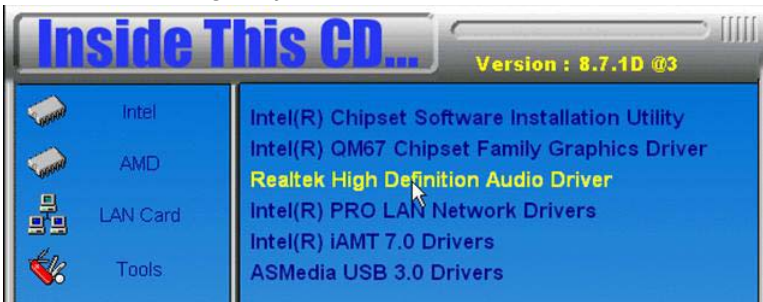 Inside This CD...
Version : 8.7.1D @3
Intel
AMD
LAN Card
Tools
Intel(R) Chipset Software Installation Utility
Intel(R) QM67 Chipset Family Graphics Driver
Realtek High Definition Audio Driver
Intel(R) PRO LAN Network Drivers
Intel(R) iAMT 7.0 Drivers
ASMedia USB 3.0 Drivers